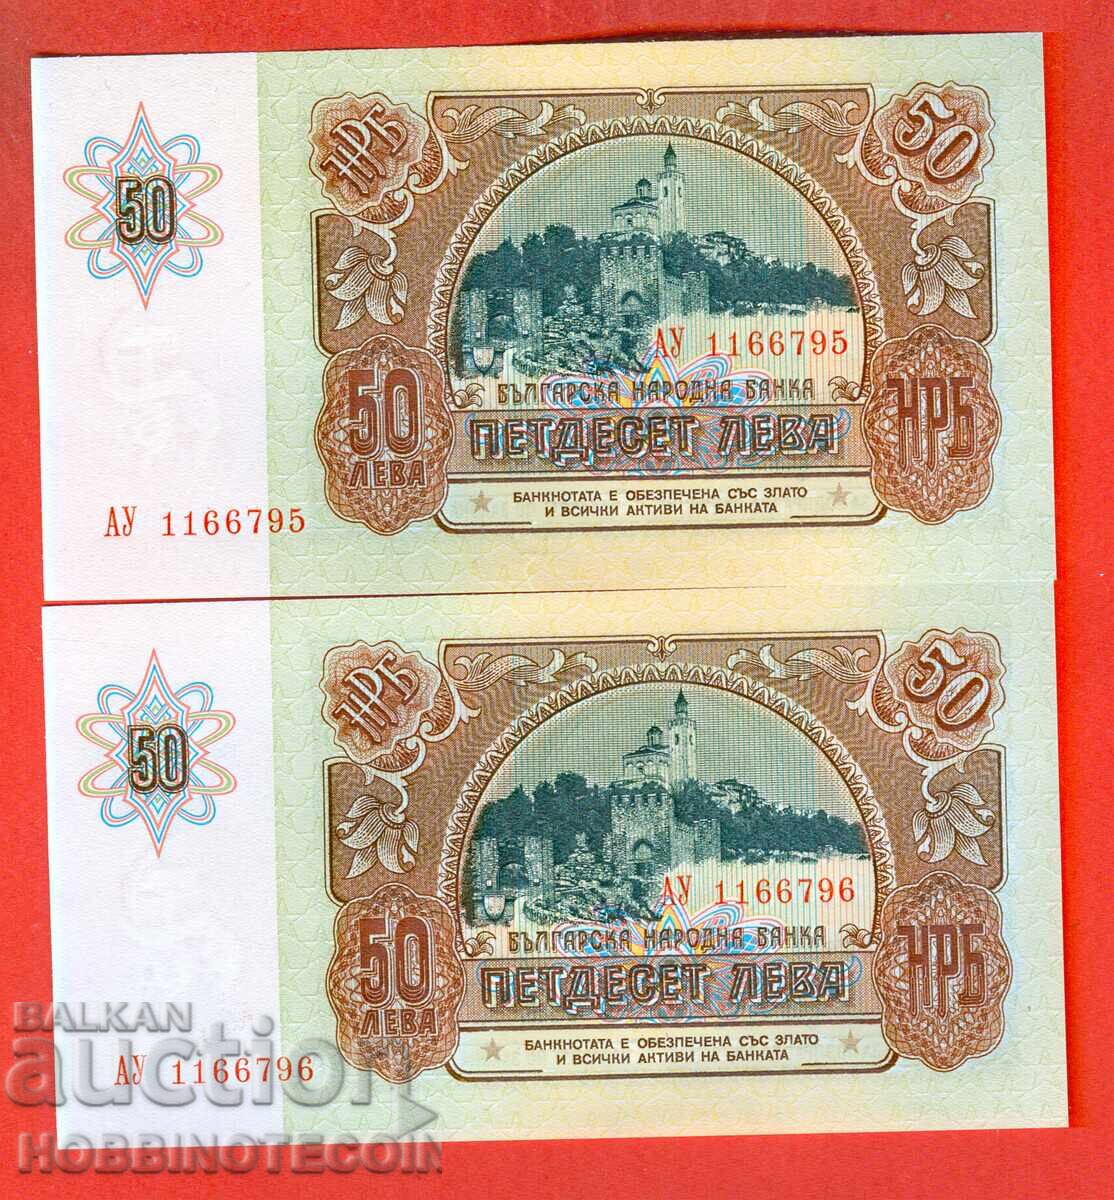 НРБ
50
50
АУ 1166795
БЪЛГАРСКА НАРОДНА БАНКА
50 ЛЕВА
ПЕТДЕСЕТ ЛЕВА
НРБ
БАНКНОТАТА Е ОБЕЗПЕЧЕНА СЪС ЗЛАТО
И ВСИЧКИ АКТИВИ НА БАНКАТА
АУ 1166795
НРБ
50
50
АУ 1166796
БЪЛГАРСКА НАРОДНА БАНКА
50 ЛЕВА
ПЕТДЕСЕТ ЛЕВА
НРБ
БАНКНОТАТА Е ОБЕЗПЕЧЕНА СЪС ЗЛАТО
И ВСИЧКИ АКТИВИ НА БАНКАТА
АУ 1166796
BALKAN
auction
HOBBINOTECOIN